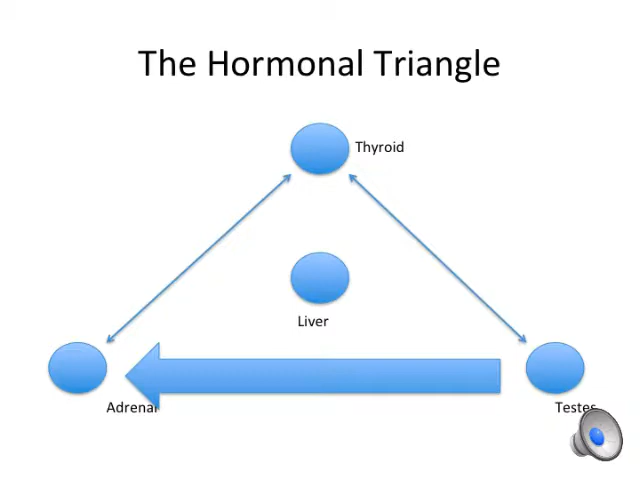 The Hormonal Triangle
Thyroid
Liver
Adrenal
Testes